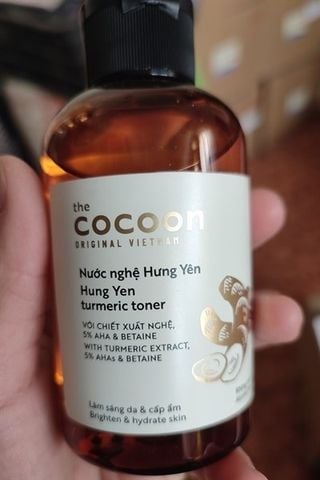 the
cocoon
ORIGINAL VIETNAM
Nước nghệ Hưng Yên
Hung Yen
turmeric toner
VỚI CHIẾT XUẤT NGHỆ,
5% AHA & BETAINE
WITH TURMERIC EXTRACT,
5% AHAs & BETAINE
Làm sáng da & cấp ẩm
Brighten & hydrate skin